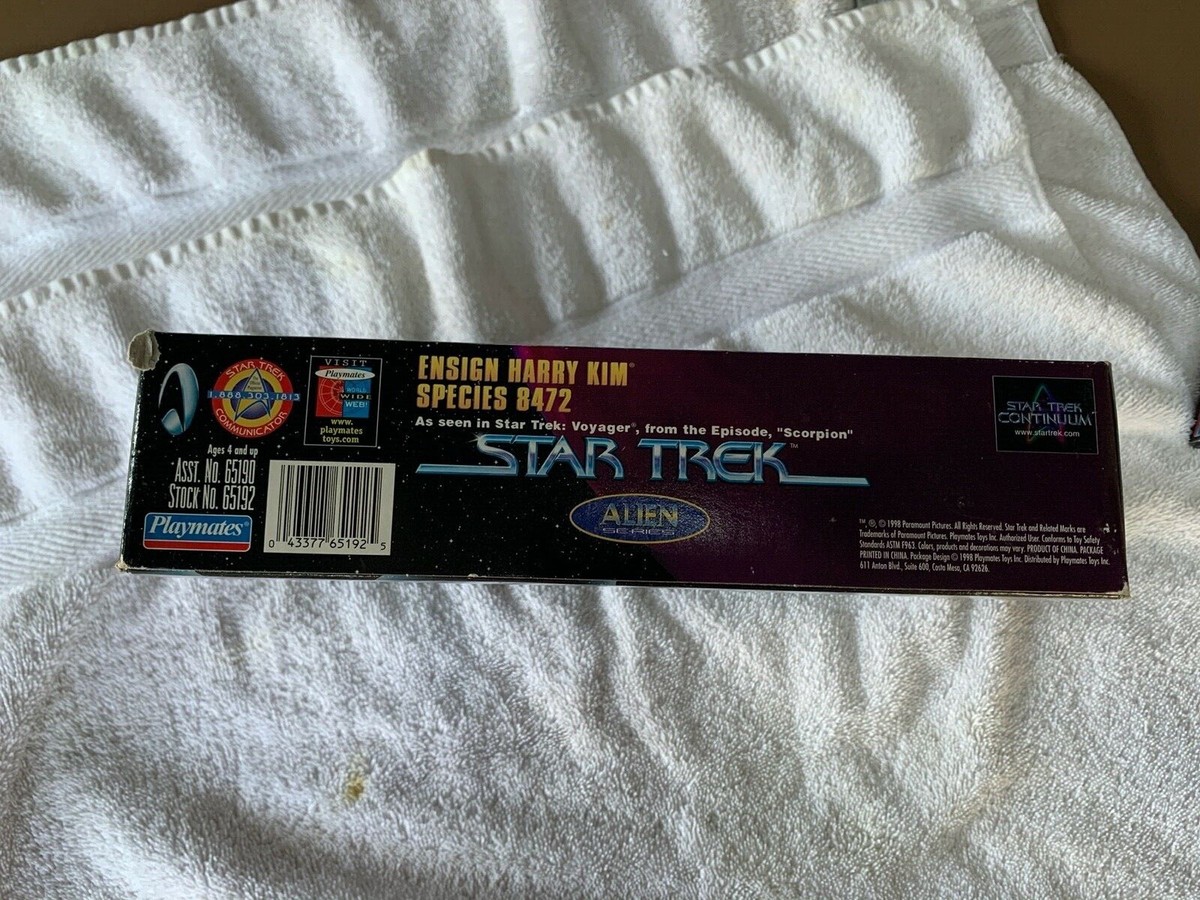 STAR TREK
1.888.303.1813
COMMUNICATOR
VISIT
Playmates
WORLD
WIDE
WEB!
www.
playmates
toys.com
Ages 4 and up
ASST. No. 65190
STOCK No. 65192
Playmates®
0 43377 65192 5
ENSIGN HARRY KIM®
SPECIES 8472
As seen in Star Trek: Voyager®, from the Episode, "Scorpion"
STAR TREK™
ALIEN
SERIES
STAR TREK
CONTINUUM
www.startrek.com
™, ®, © 1998 Paramount Pictures. All Rights Reserved. Star Trek and Related Marks are
Trademarks of Paramount Pictures. Playmates Toys Inc. Authorized User. Conforms to Toy Safety
Standards ASTM F963. Colors, products and decorations may vary. PRODUCT OF CHINA. PACKAGE
PRINTED IN CHINA. Package Design © 1998 Playmates Toys Inc. Distributed by Playmates Toys Inc.
611 Anton Blvd., Suite 600, Costa Mesa, CA 92626.